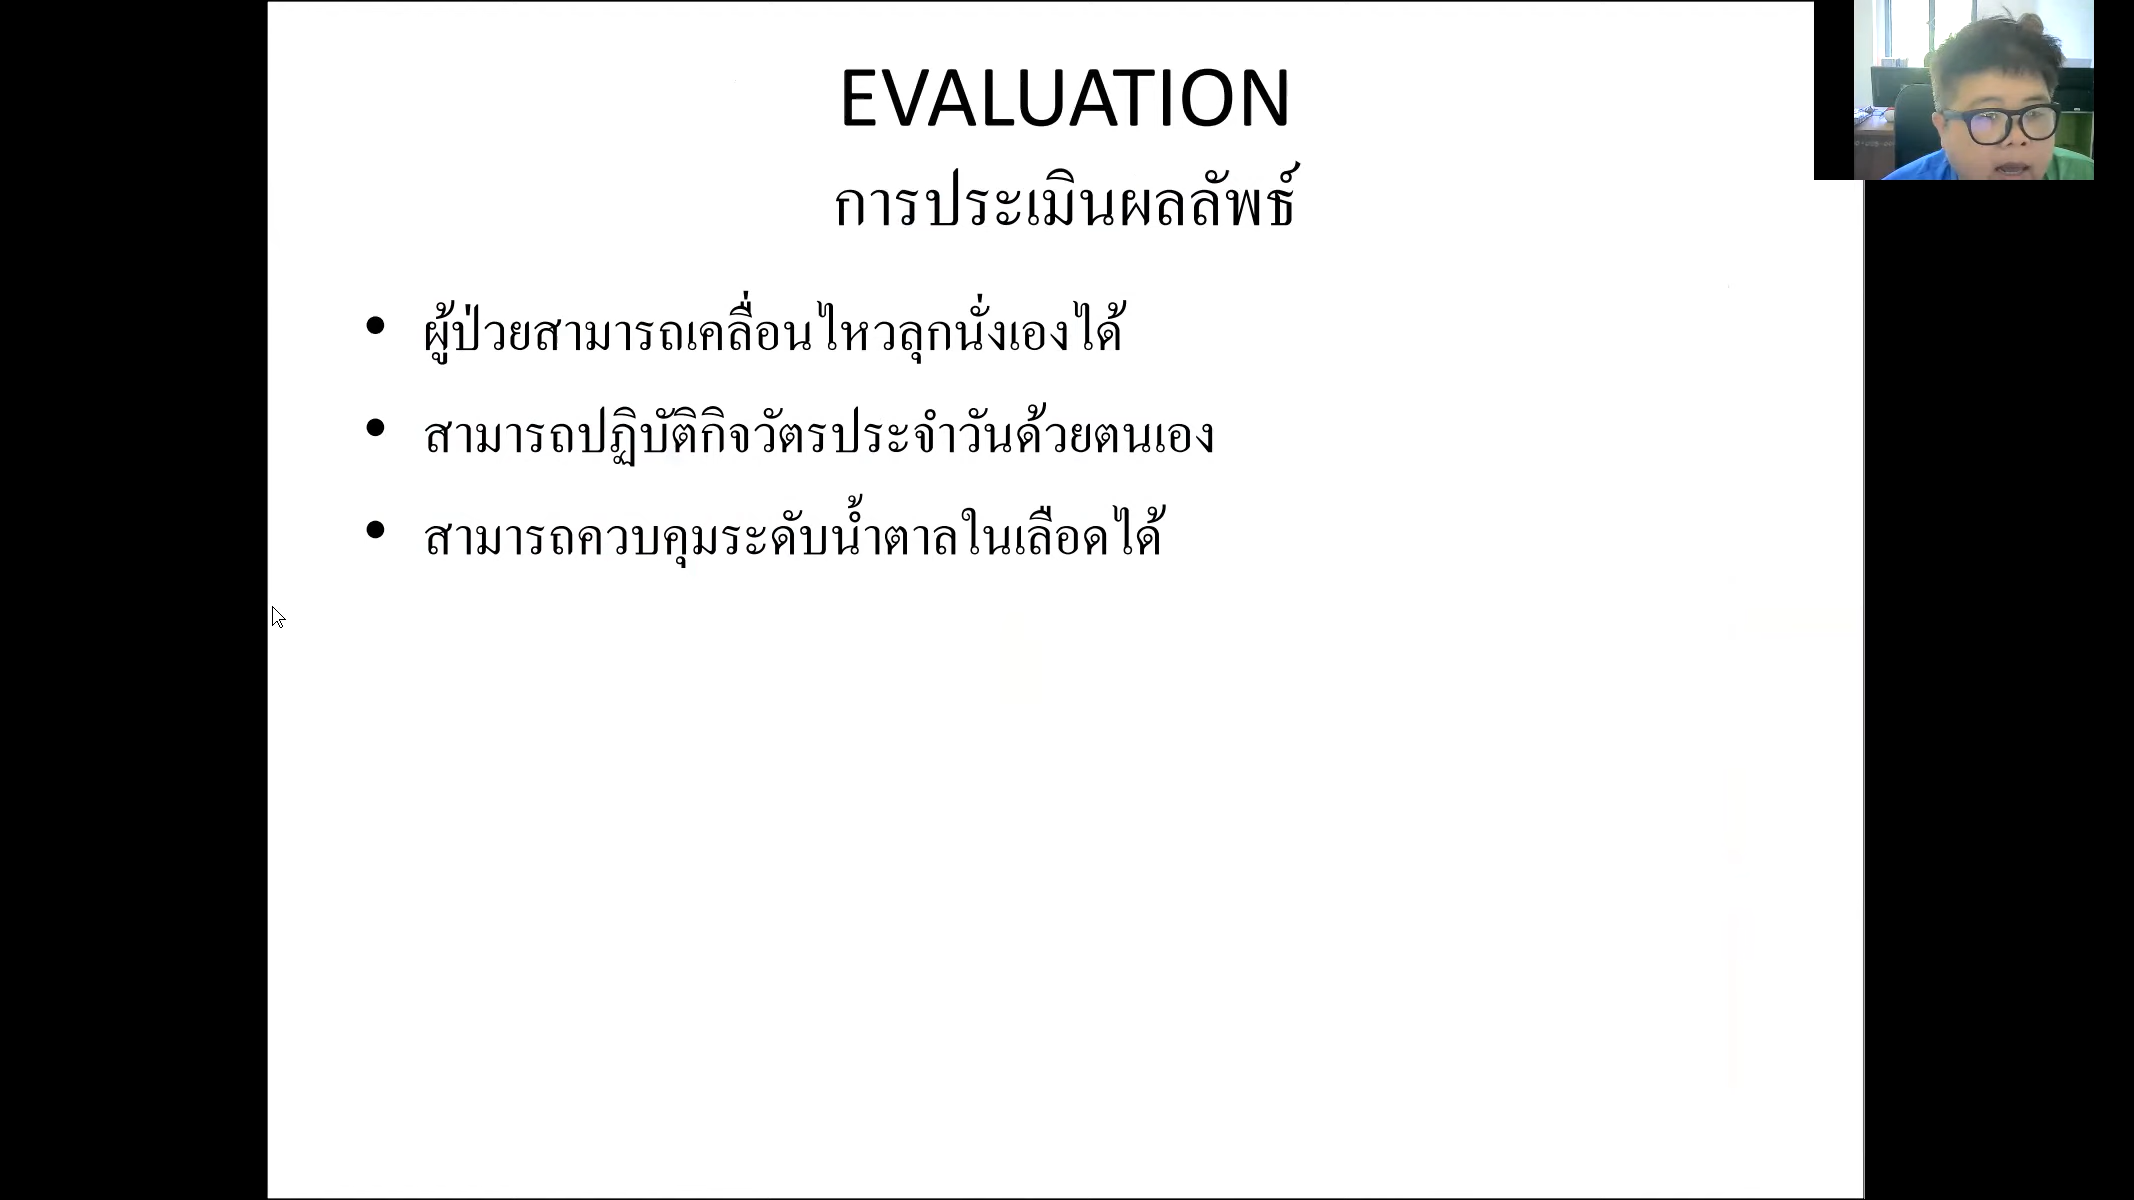 EVALUATION
การประเมินผลลัพธ์
• ผู้ป่วยสามารถเคลื่อนไหวลุกนั่งเองได้
• สามารถปฏิบัติกิจวัตรประจำวันด้วยตนเอง
• สามารถควบคุมระดับน้ำตาลในเลือดได้